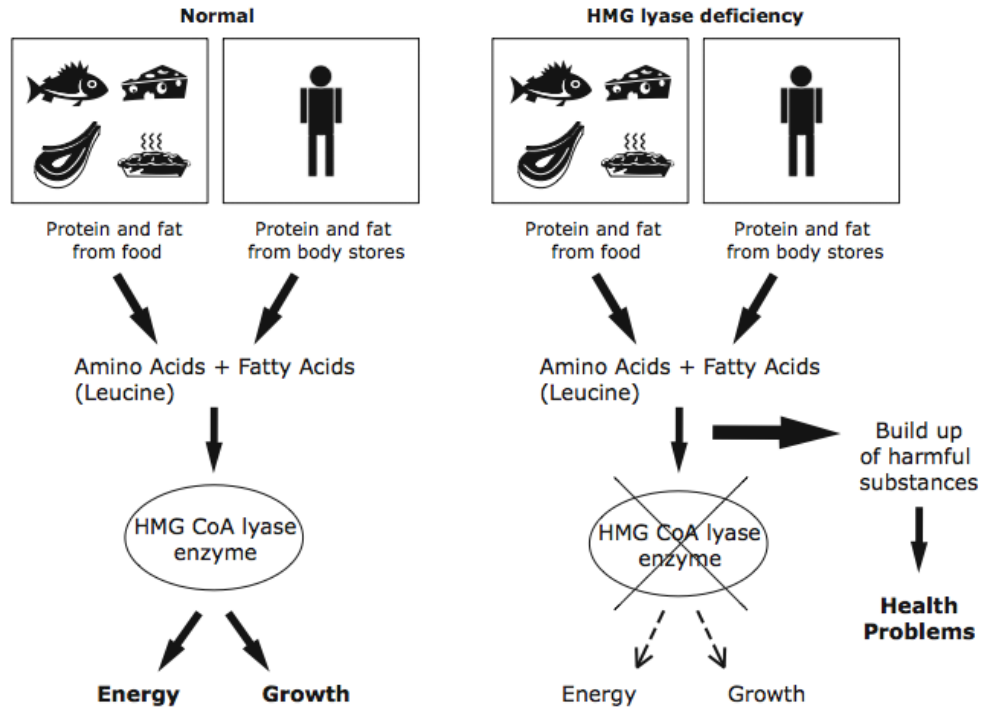 Normal
Protein and fat
from food
Protein and fat
from body stores
Amino Acids + Fatty Acids
(Leucine)
HMG CoA lyase
enzyme
Energy
Growth
HMG lyase deficiency
Protein and fat
from food
Protein and fat
from body stores
Amino Acids + Fatty Acids
(Leucine)
Build up
of harmful
substances
HMG CoA lyase
enzyme
Health
Problems
Energy
Growth